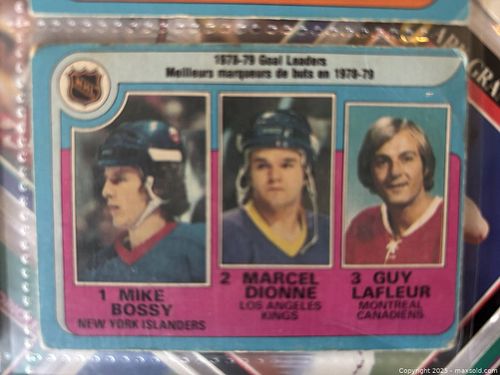 1978-79 Goal Leaders
Meilleurs marqueurs de buts en 1978-79
NHL
1 MIKE
BOSSY
NEW YORK ISLANDERS
2 MARCEL
DIONNE
LOS ANGELES
KINGS
3 GUY
LAFLEUR
MONTREAL
CANADIENS
Copyright 2025 - maxsold.com